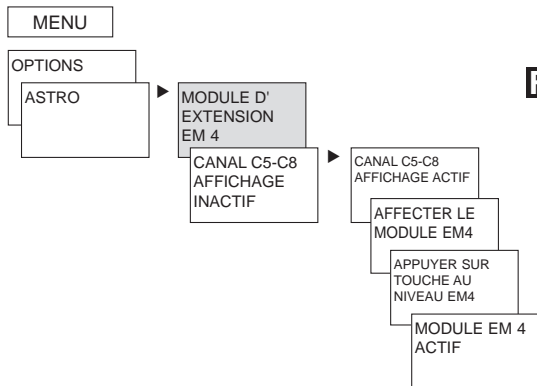 MENU
OPTIONS
ASTRO
MODULE D'
EXTENSION
EM 4
CANAL C5-C8
AFFICHAGE
INACTIF
CANAL C5-C8
AFFICHAGE ACTIF
AFFECTER LE
MODULE EM4
APPUYER SUR
TOUCHE AU
NIVEAU EM4
MODULE EM 4
ACTIF